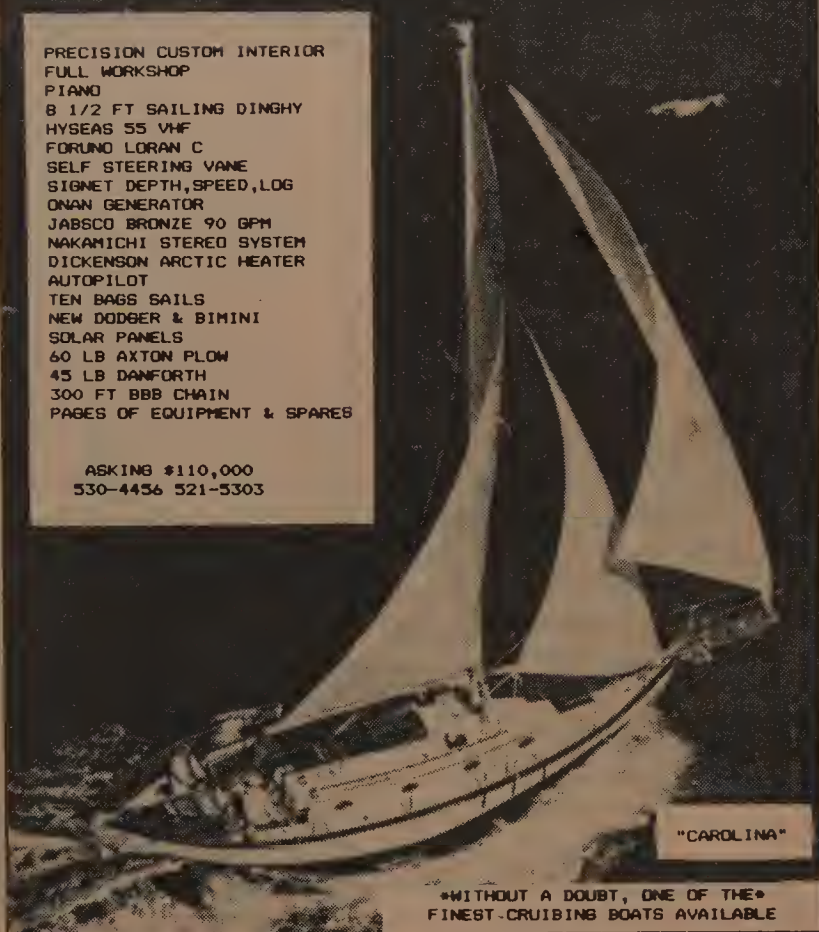 PRECISION CUSTOM INTERIOR
FULL WORKSHOP
PIANO
8 1/2 FT SAILING DINGHY
HYSEAS 55 VHF
FORUNO LORAN C
SELF STEERING VANE
SIGNET DEPTH,SPEED,LOG
ONAN GENERATOR
JABSCO BRONZE 90 GPM
NAKAMICHI STEREO SYSTEM
DICKENSON ARCTIC HEATER
AUTOPILOT
TEN BAGS SAILS
NEW DODGER & BIMINI
SOLAR PANELS
60 LB AXTON PLOW
45 LB DANFORTH
300 FT BBB CHAIN
PAGES OF EQUIPMENT & SPARES
ASKING $110,000
530-4456 521-5303
"CAROLINA"
*WITHOUT A DOUBT, ONE OF THE*
FINEST CRUISING BOATS AVAILABLE